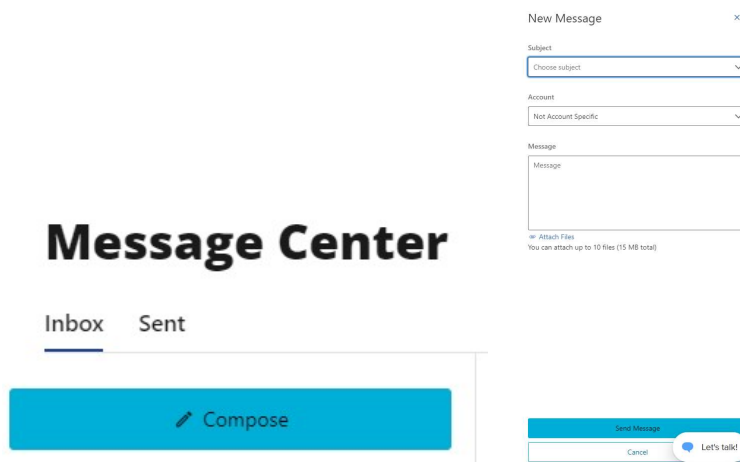 Message Center
Inbox Sent
Compose
New Message
Subject
Choose subject
Account
Not Account Specific
Message
Message
Attach Files
You can attach up to 10 files (15 MB total)
Send Message
Cancel
Let's talk!